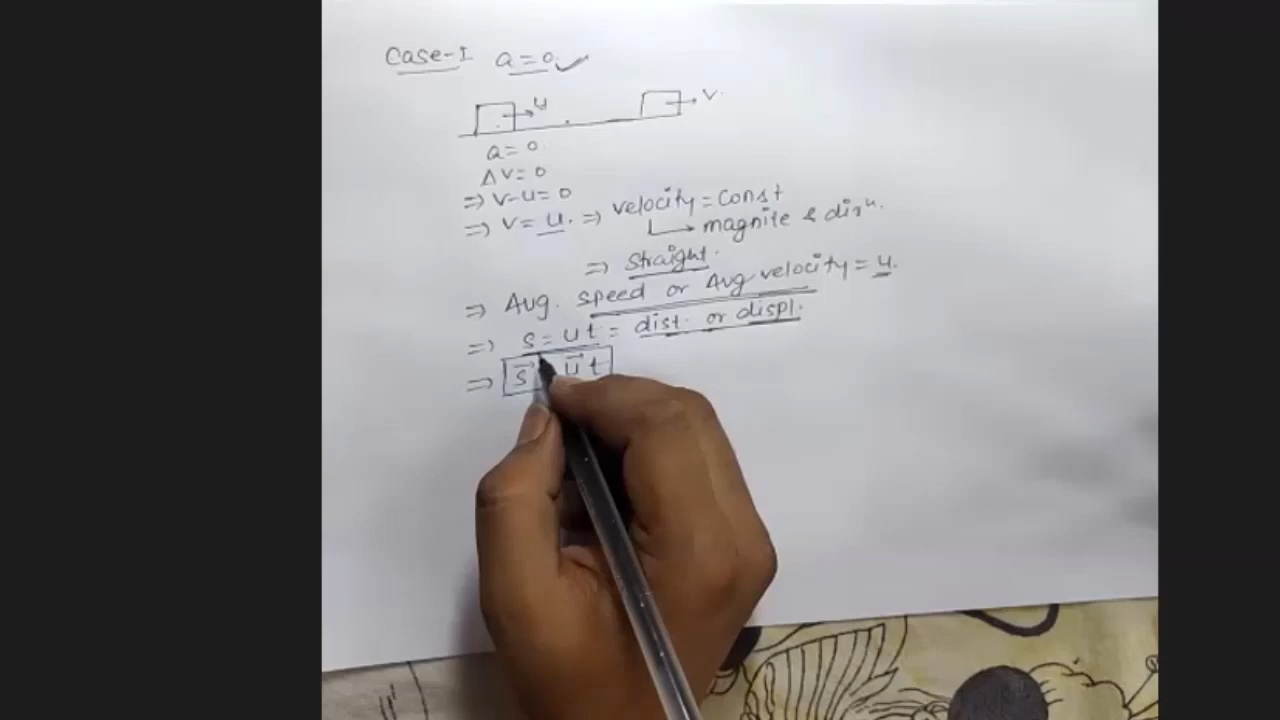 Case-I a = 0. ✓
u v.
a = 0.
Δv = 0
⇒ v-u = 0
⇒ v = u. ⇒ velocity = const
↳ magnite & dirⁿ.
⇒ straight.
⇒ Avg. speed or Avg velocity = u.
⇒ s = ut = dist. or displ.
⇒ s⃗ u⃗ t